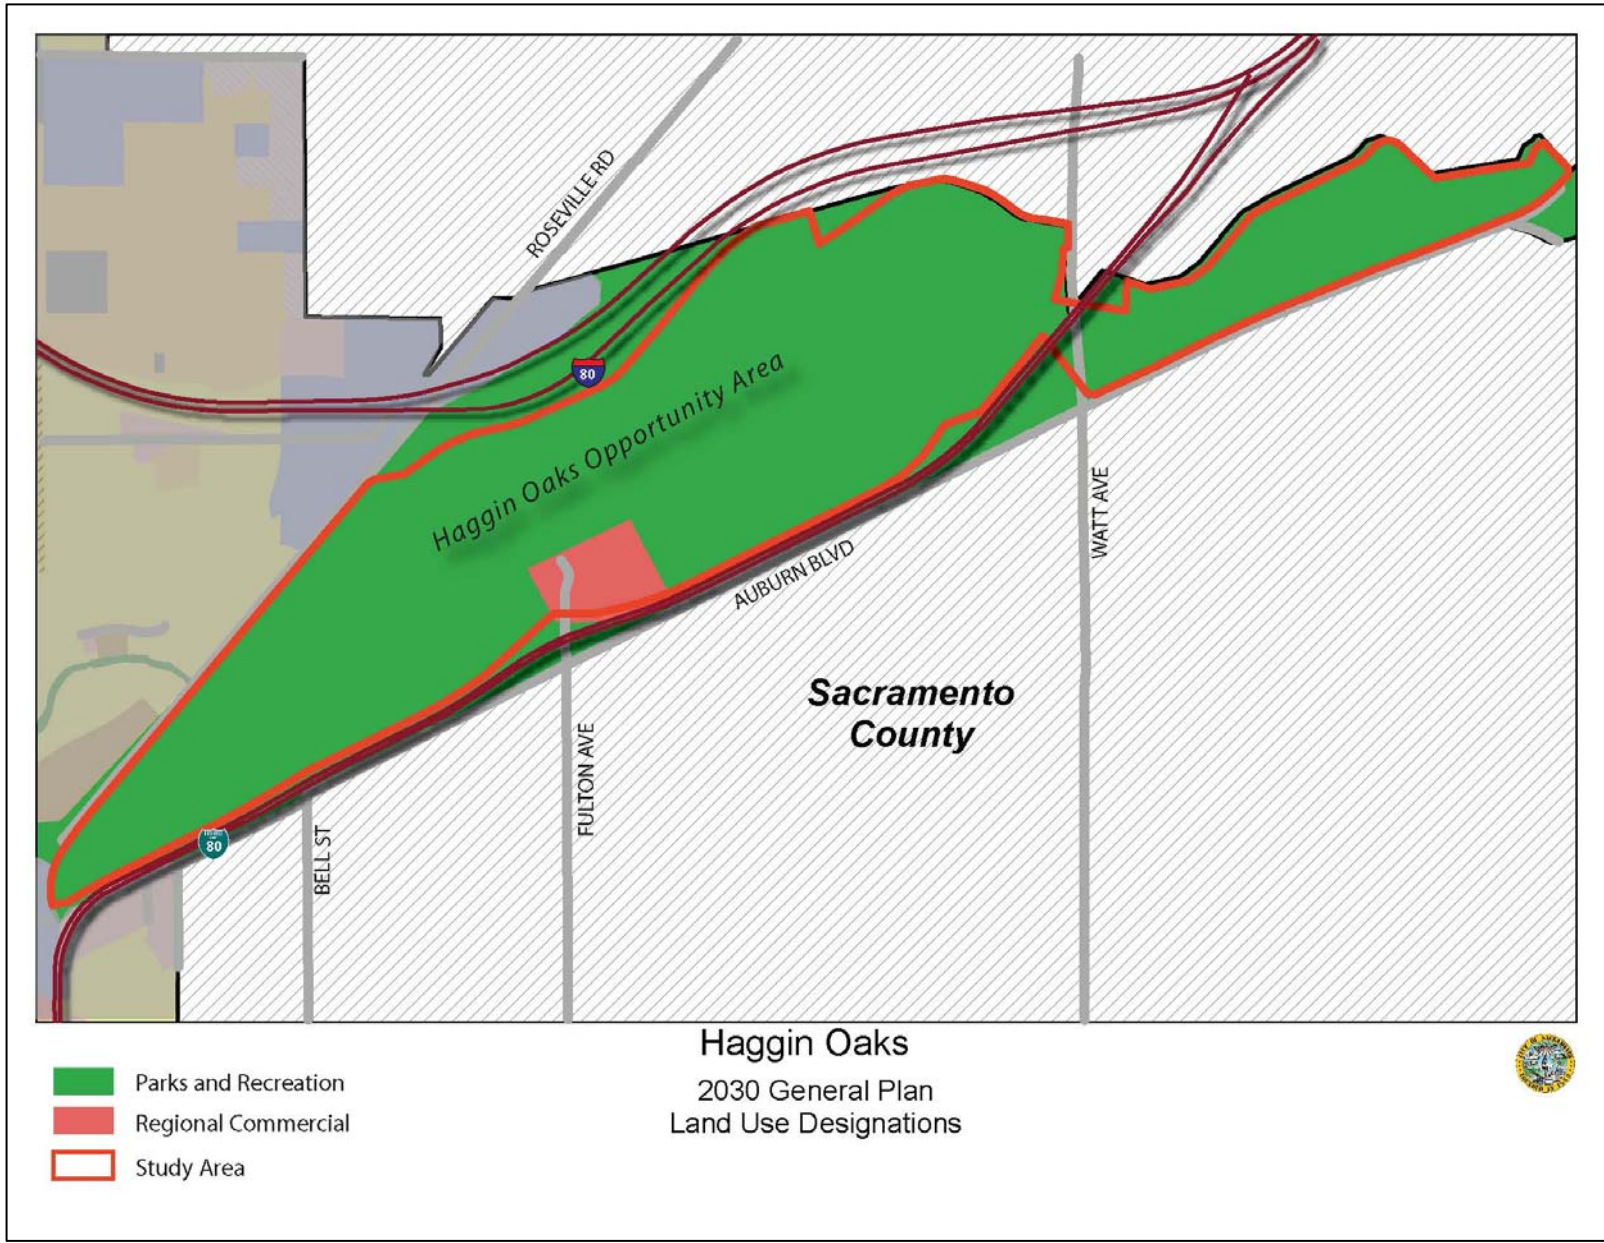 ROSEVILLE RD
80
Haggin Oaks Opportunity Area
WATT AVE
AUBURN BLVD
Sacramento
County
FULTON AVE
80
BELL ST
Haggin Oaks
2030 General Plan
Land Use Designations
Parks and Recreation
Regional Commercial
Study Area